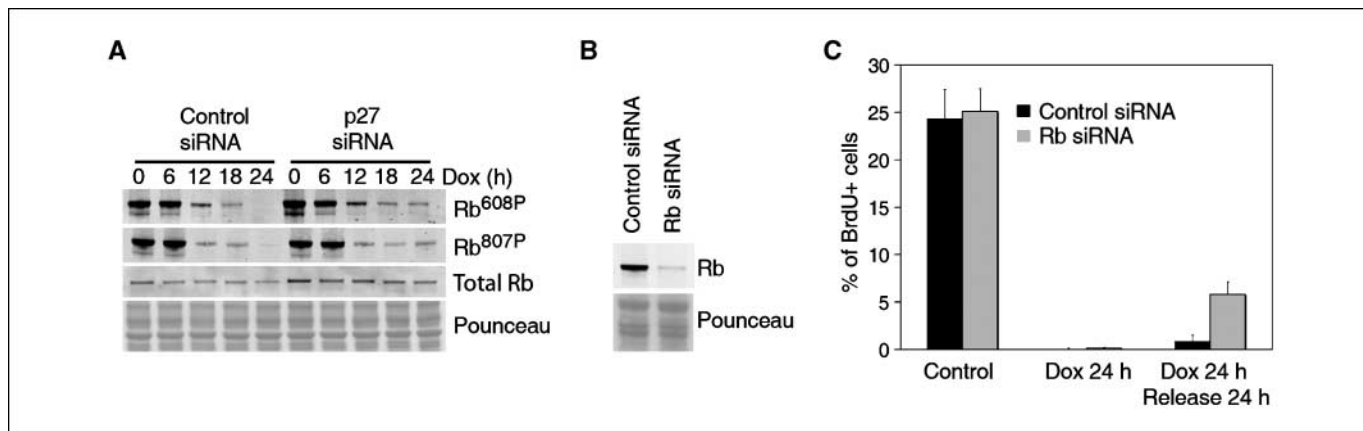 A
Control
siRNA
p27
siRNA
0 6 12 18 24 0 6 12 18 24 Dox (h)
Rb608P
Rb807P
Total Rb
Pounceau
B
Control siRNA
Rb siRNA
Rb
Pounceau
C
% of BrdU+ cells
30
25
20
15
10
5
0
Control siRNA
Rb siRNA
Control
Dox 24 h
Dox 24 h
Release 24 h